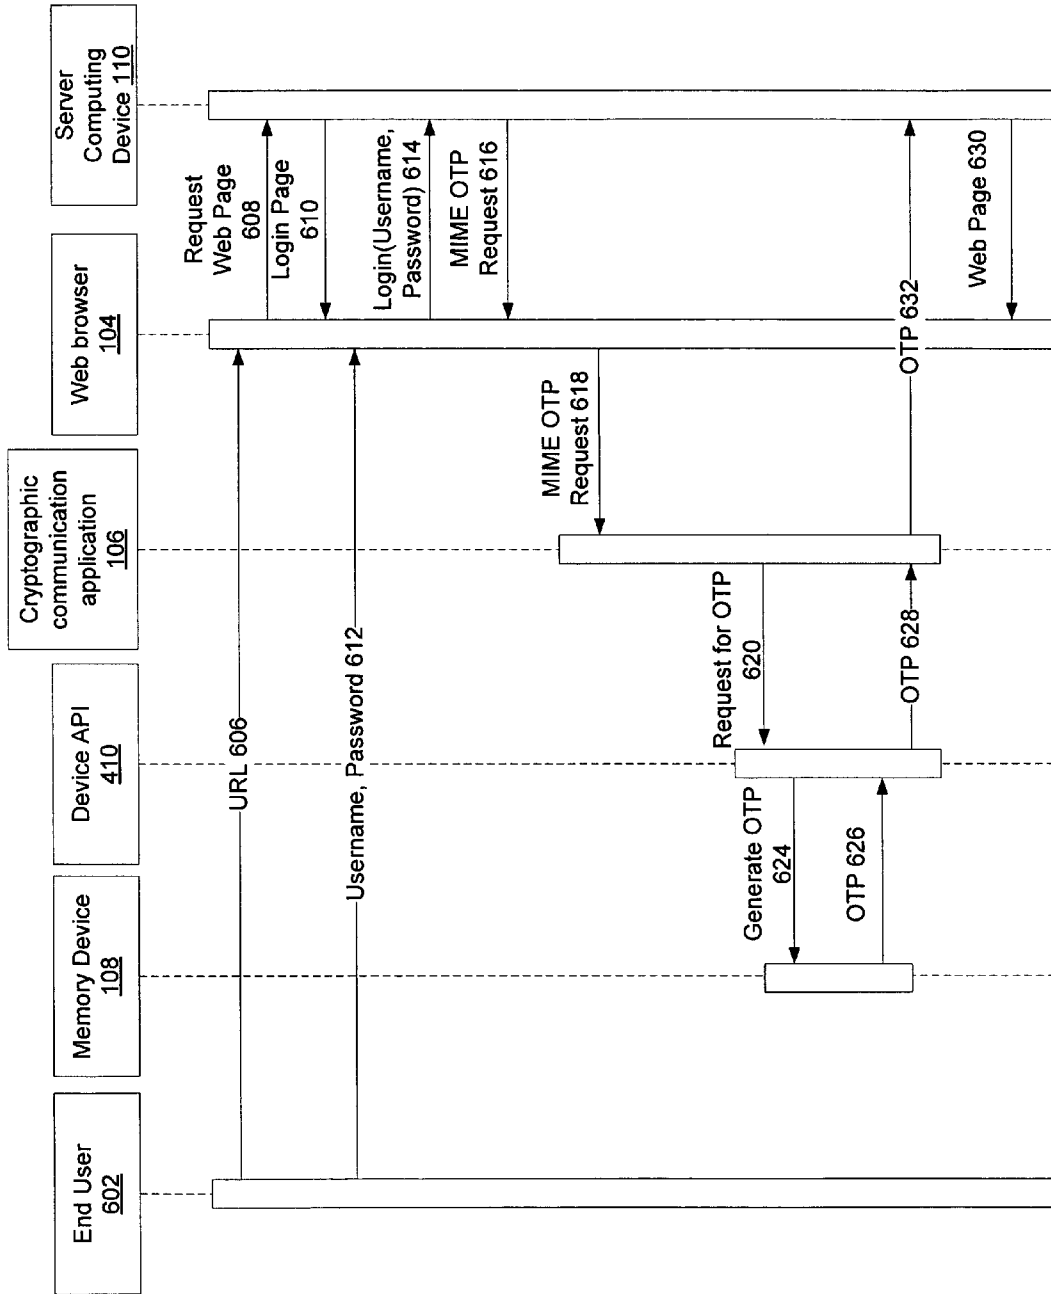 End User
602
Memory Device
108
Device API
410
Cryptographic
communication
application
106
Web browser
104
Server
Computing
Device 110
URL 606
Request
Web Page
608
Login Page
610
Username, Password 612
Login(Username,
Password) 614
MIME OTP
Request 616
MIME OTP
Request 618
Request for OTP
620
Generate OTP
624
OTP 626
OTP 628
OTP 632
Web Page 630